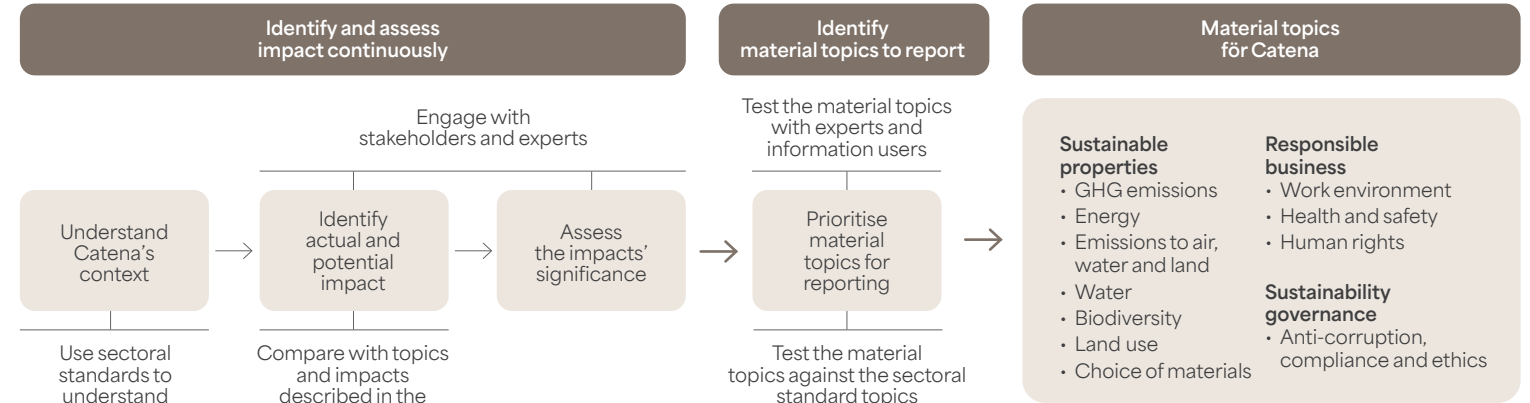 Identify and assess
impact continuously
Identify
material topics to report
Material topics
för Catena
Engage with
stakeholders and experts
Test the material topics
with experts and
information users
Understand
Catena’s
context
Identify
actual and
potential
impact
Assess
the impacts’
significance
Prioritise
material
topics for
reporting
Use sectoral
standards to
understand
Compare with topics
and impacts
described in the
Test the material
topics against the sectoral
standard topics
Sustainable
properties
• GHG emissions
• Energy
• Emissions to air,
water and land
• Water
• Biodiversity
• Land use
• Choice of materials
Responsible
business
• Work environment
• Health and safety
• Human rights
Sustainability
governance
• Anti-corruption,
compliance and ethics